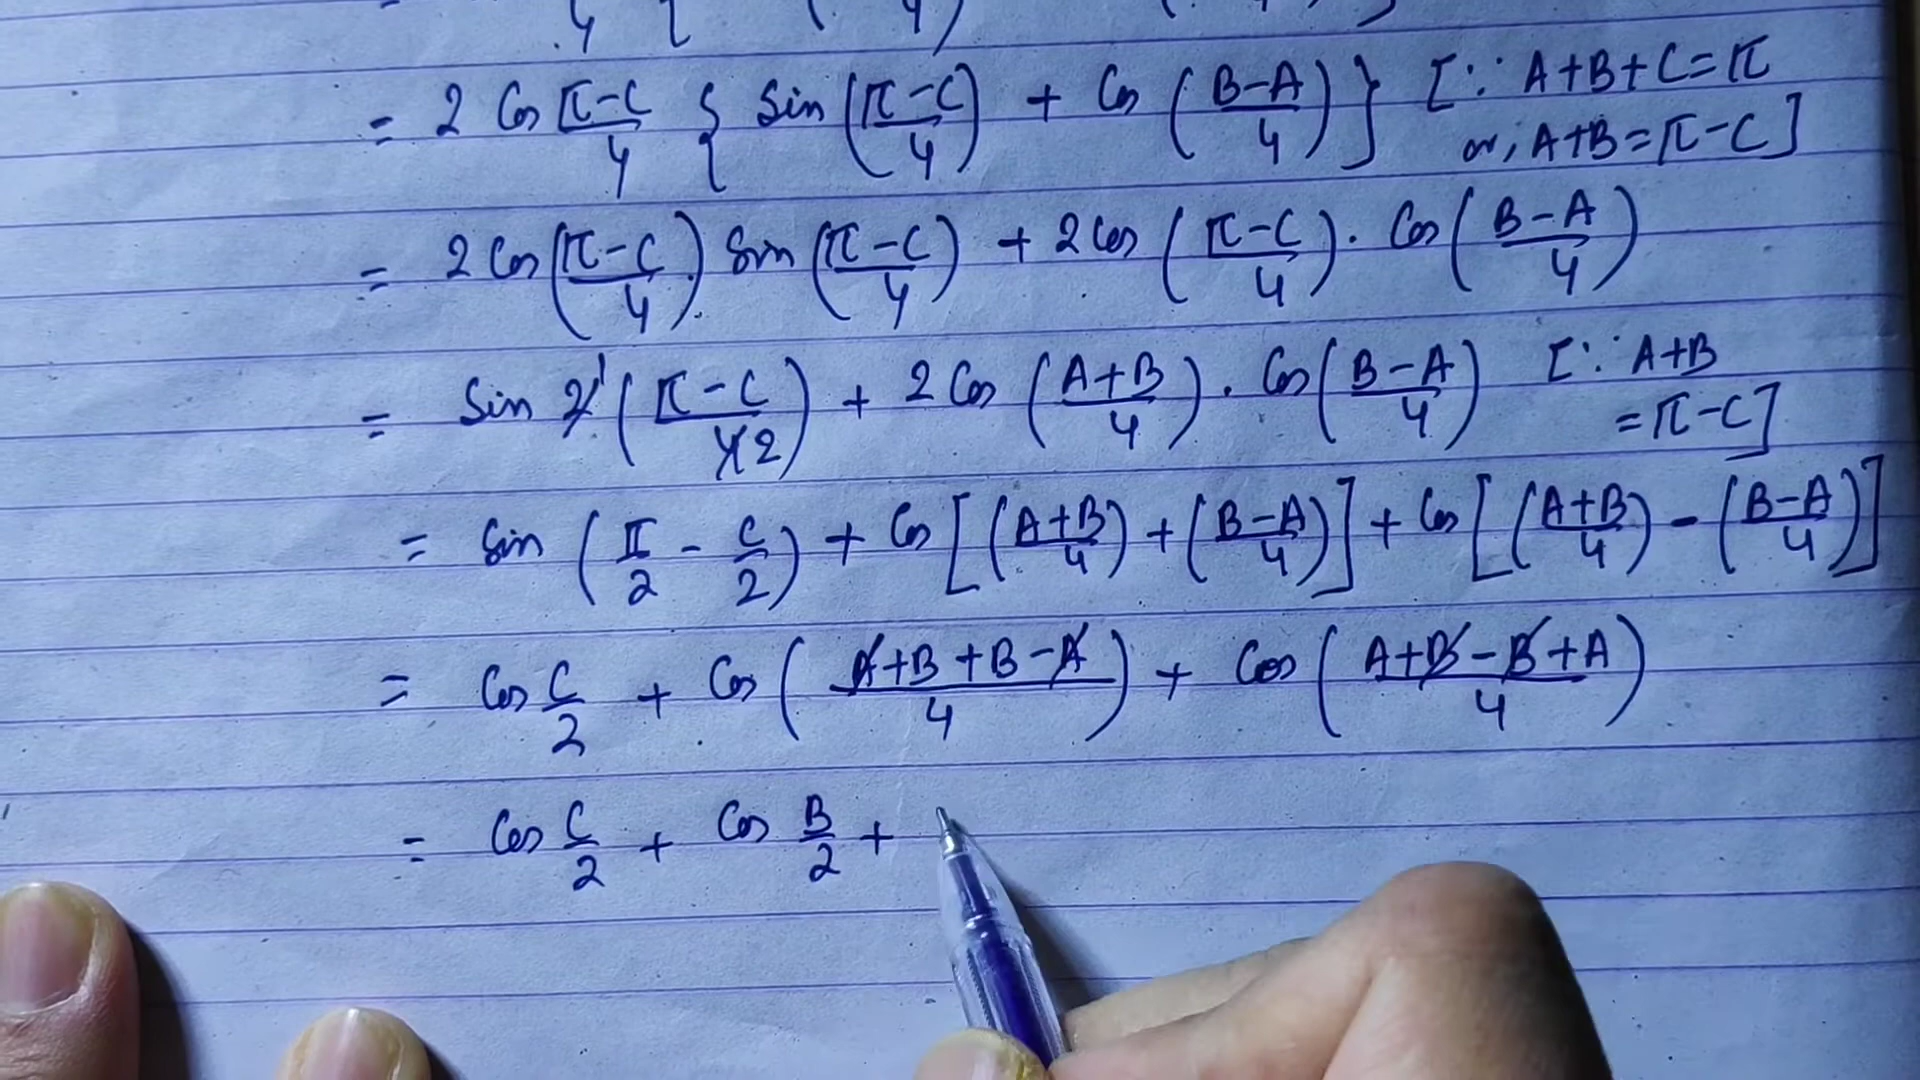 = 2 Cos π-C/4 { Sin (π-C/4) + Cos (B-A/4) } [∵ A+B+C=π
or, A+B=π-C]
= 2 Cos (π-C/4) Sin (π-C/4) + 2 Cos (π-C/4) . Cos (B-A/4)
= Sin 2 1 (π-C/4 2) + 2 Cos (A+B/4) . Cos (B-A/4) [∵ A+B
=π-C]
= Sin (π/2 - C/2) + Cos [(A+B/4) + (B-A/4)] + Cos [(A+B/4) - (B-A/4)]
= Cos C/2 + Cos (A+B+B-A/4) + Cos (A+B-B+A/4)
= Cos C/2 + Cos B/2 +